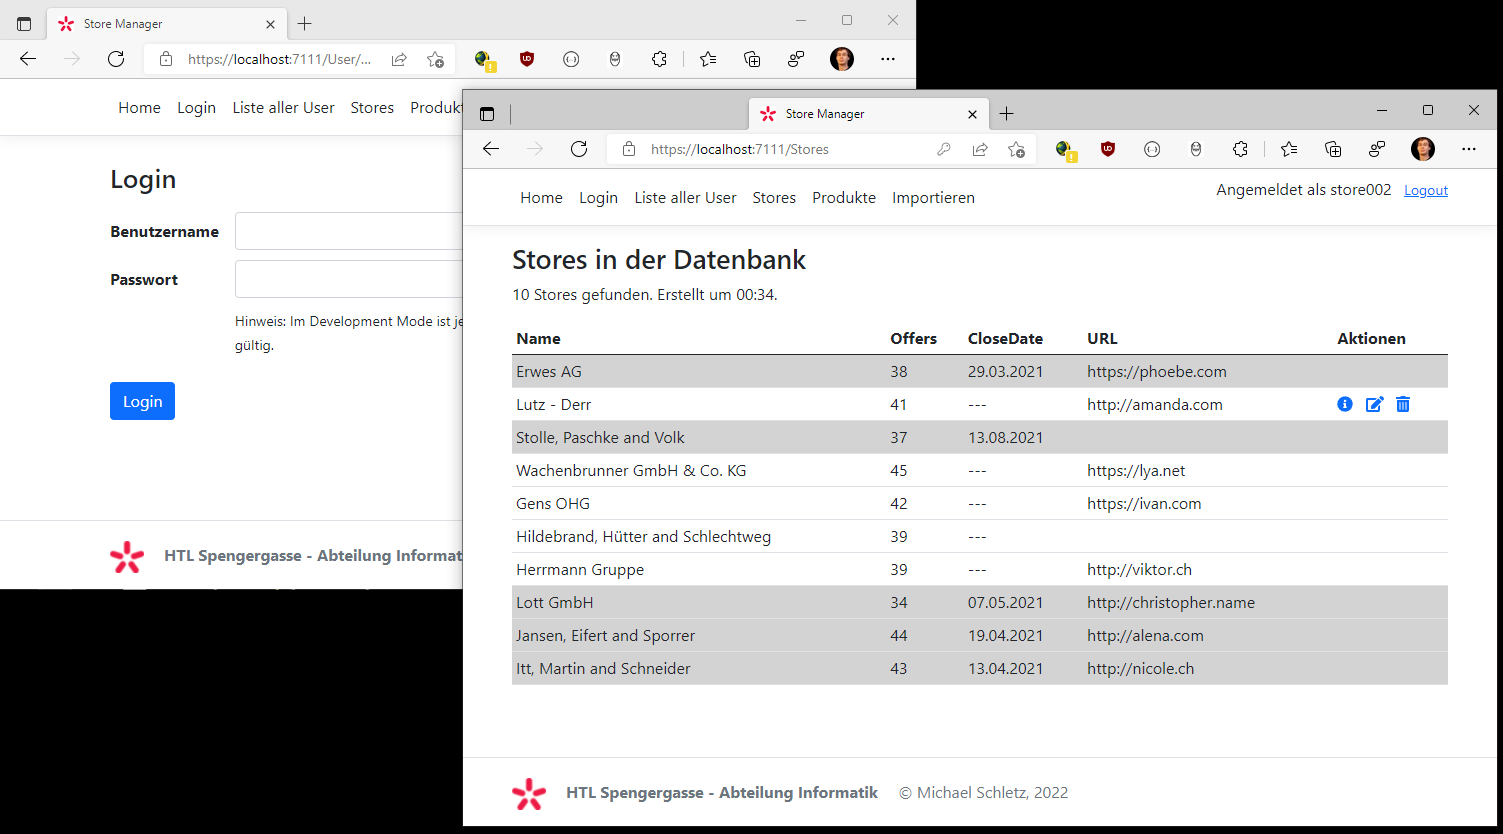 Store Manager
https://localhost:7111/User/...
Home Login Liste aller User Stores Produkt
Login
Benutzername
Passwort
Hinweis: Im Development Mode ist je
gültig.
Login
HTL Spengergasse - Abteilung Informat
Store Manager
https://localhost:7111/Stores
Home Login Liste aller User Stores Produkte Importieren Angemeldet als store002 Logout
Stores in der Datenbank
10 Stores gefunden. Erstellt um 00:34.
Name Offers CloseDate URL Aktionen
Erwes AG 38 29.03.2021 https://phoebe.com
Lutz - Derr 41 --- http://amanda.com
Stolle, Paschke and Volk 37 13.08.2021
Wachenbrunner GmbH & Co. KG 45 --- https://lya.net
Gens OHG 42 --- https://ivan.com
Hildebrand, Hütter and Schlechtweg 39 ---
Herrmann Gruppe 39 --- http://viktor.ch
Lott GmbH 34 07.05.2021 http://christopher.name
Jansen, Eifert and Sporrer 44 19.04.2021 http://alena.com
Itt, Martin and Schneider 43 13.04.2021 http://nicole.ch
HTL Spengergasse - Abteilung Informatik © Michael Schletz, 2022